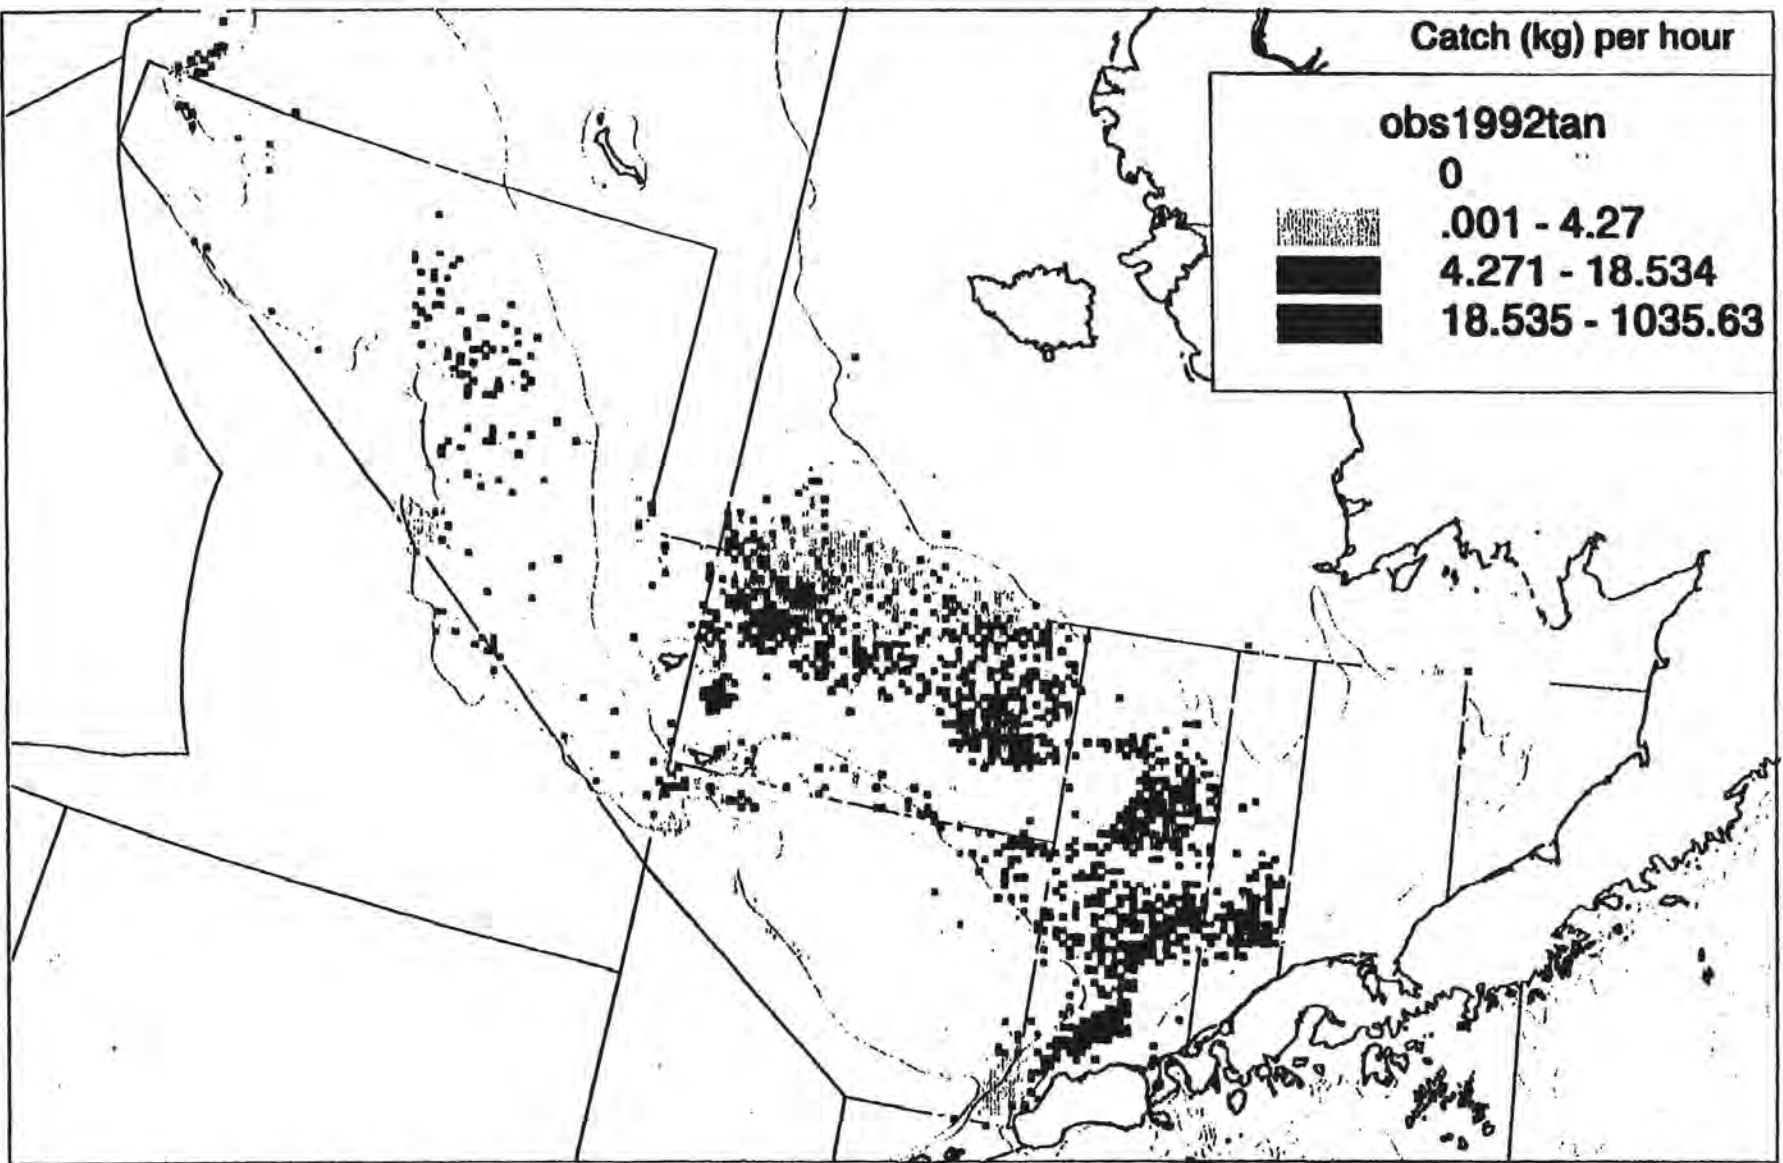 Catch (kg) per hour
obs1992tan
0
.001 - 4.27
4.271 - 18.534
18.535 - 1035.63